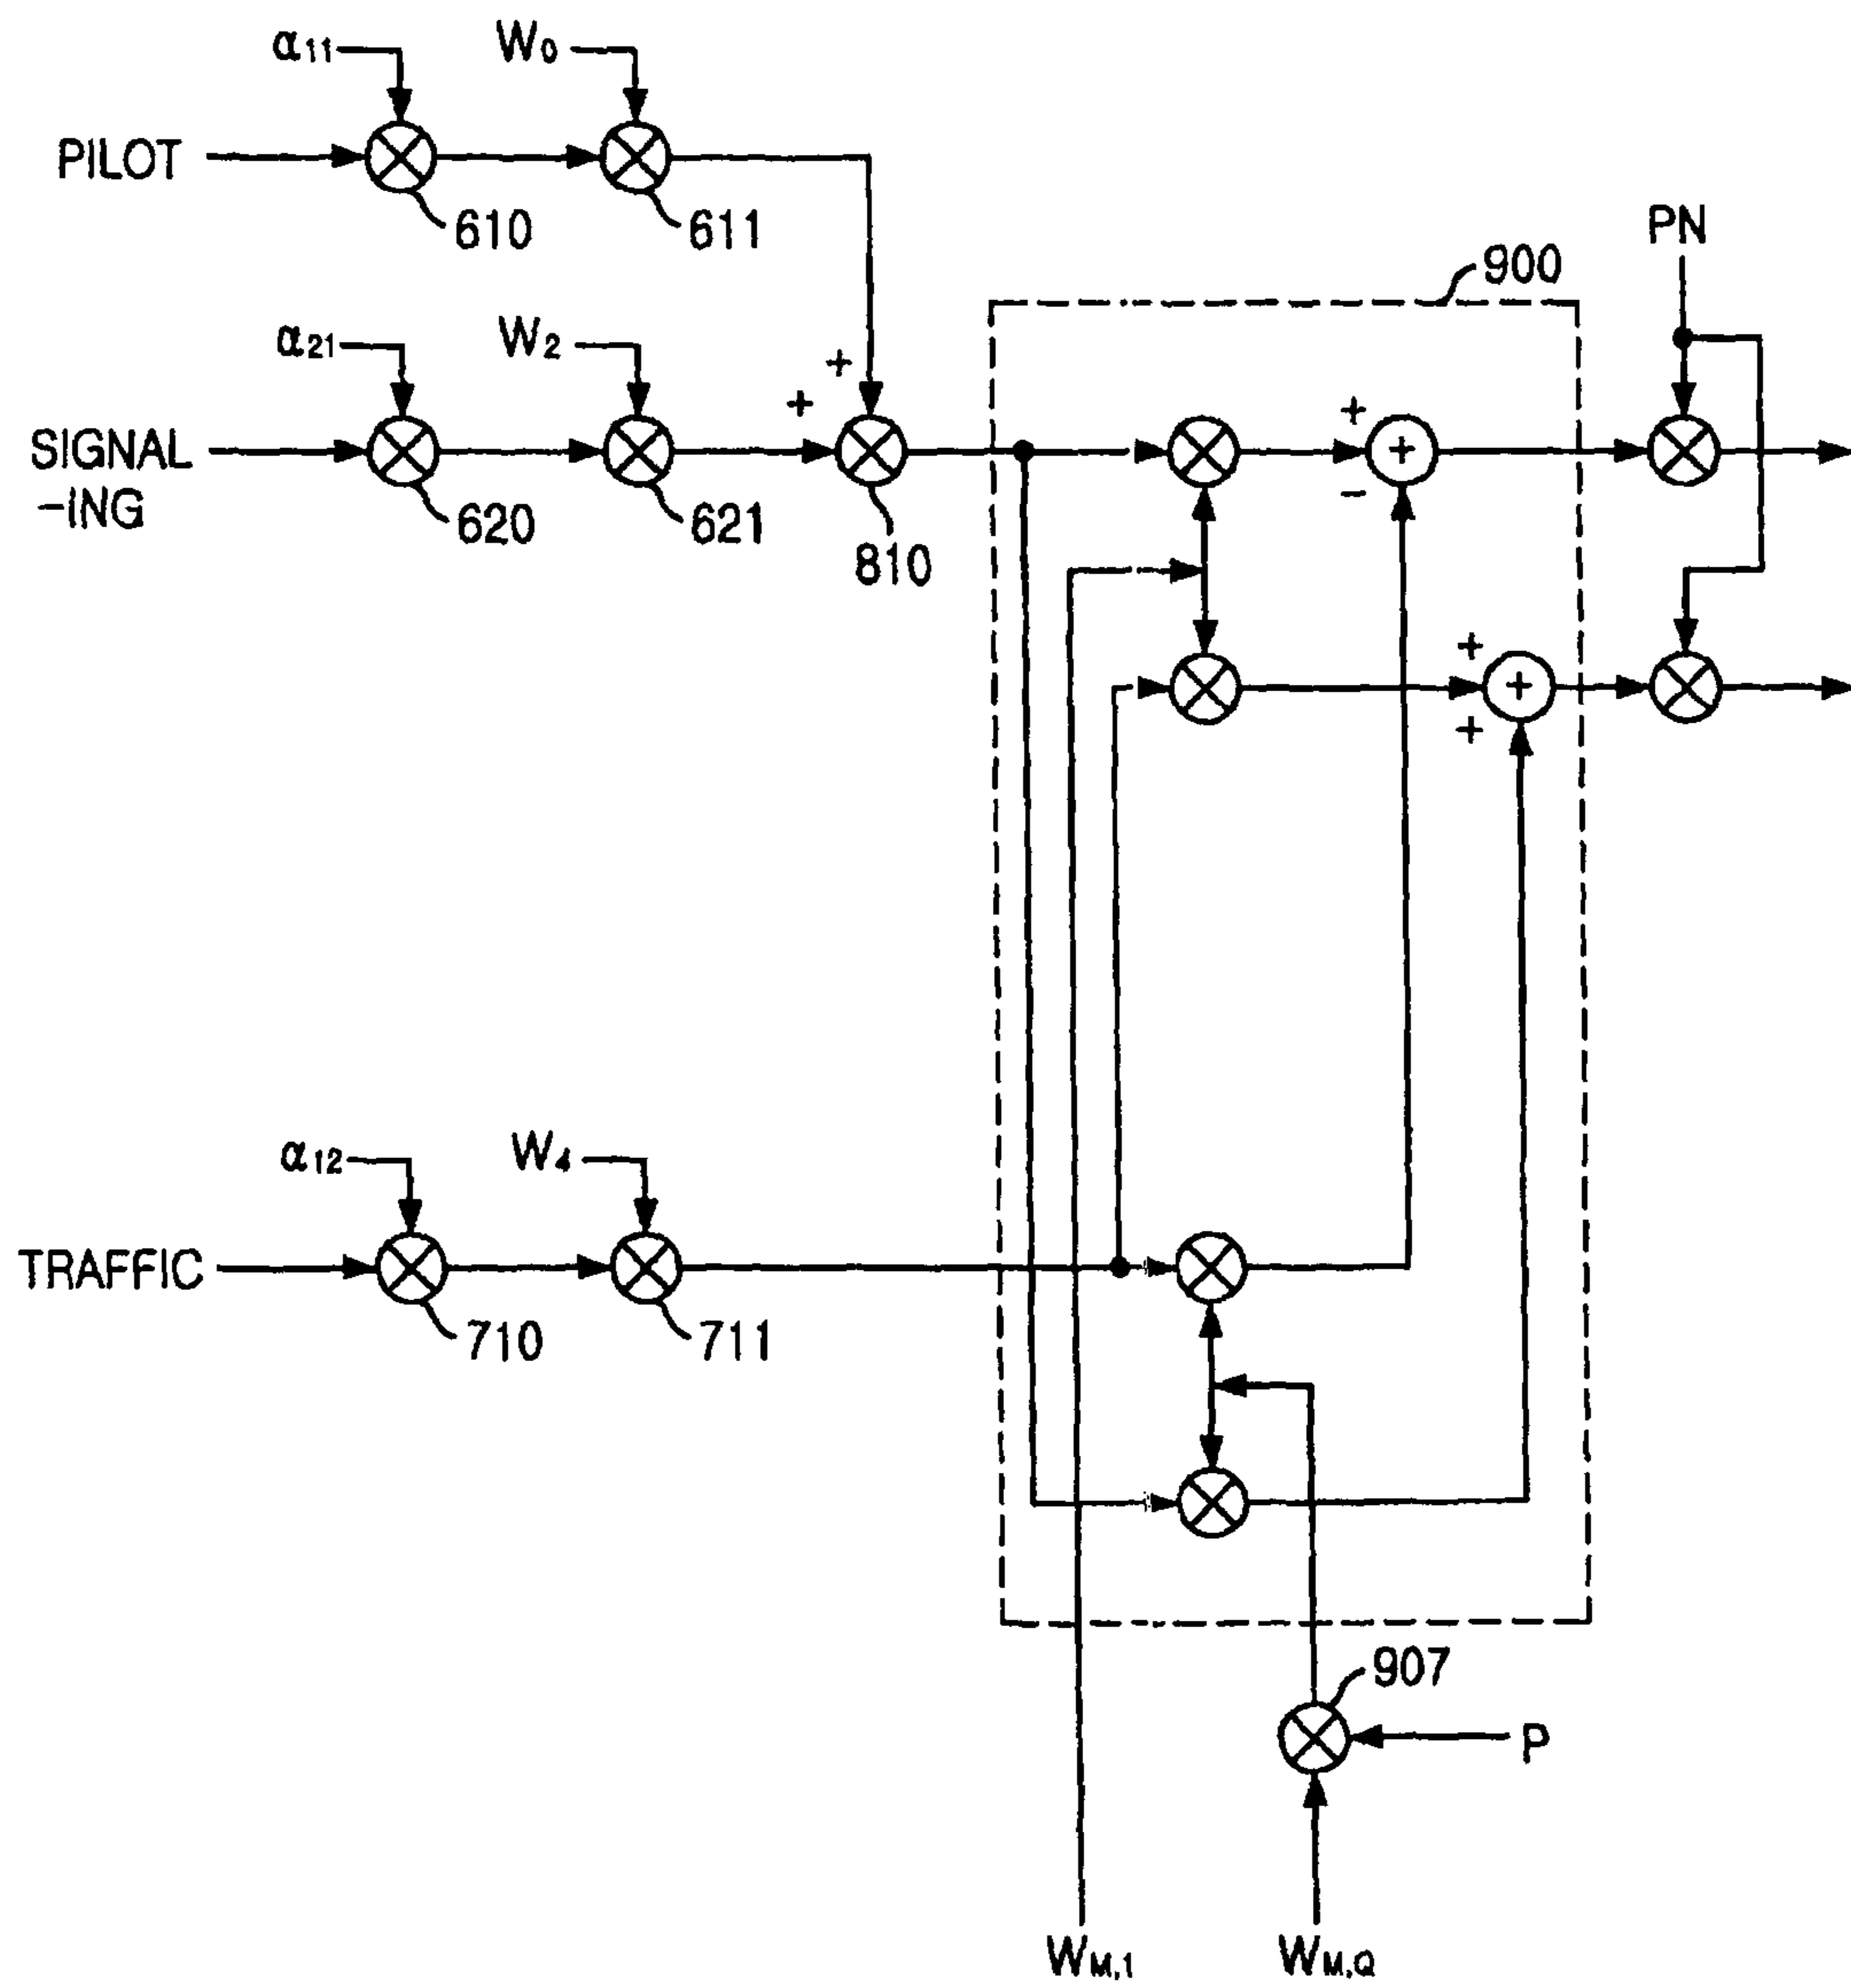 α11
W0
PILOT
610
611
PN
900
α21
W2
+
+
+
+
SIGNAL
-ING
−
620
621
810
+
+
+
α12
W4
TRAFFIC
710
711
907
P
WM,1
WM,Q